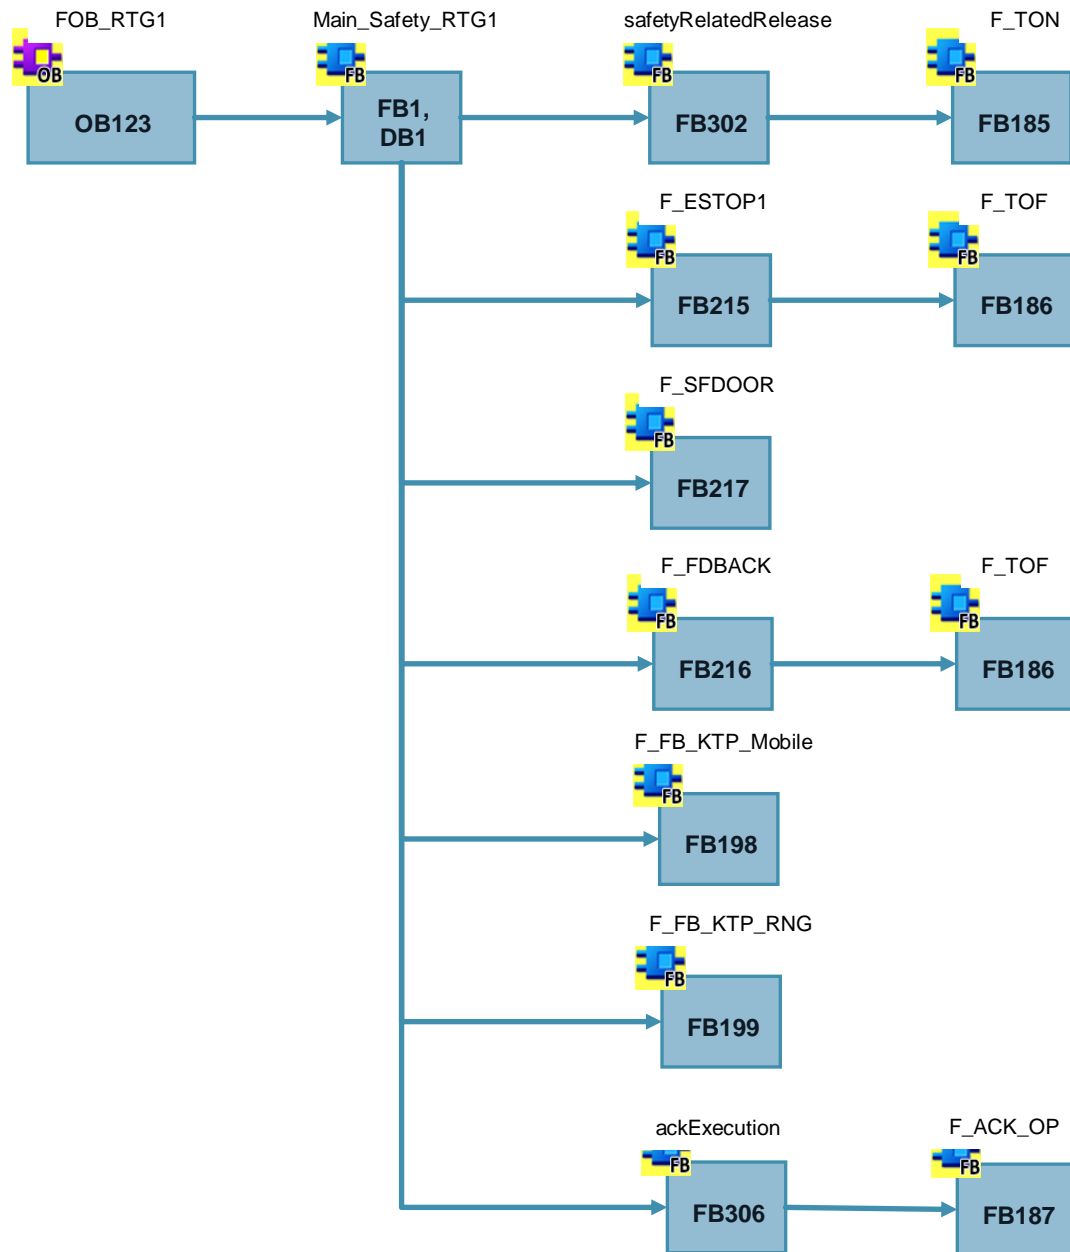 FOB_RTG1
Main_Safety_RTG1
safetyRelatedRelease
F_TON
OB
FB
FB
FB
OB123
FB1,
DB1
FB302
FB185
F_ESTOP1
F_TOF
FB
FB
FB215
FB186
F_SFDOOR
FB
FB217
F_FDBACK
F_TOF
FB
FB
FB216
FB186
F_FB_KTP_Mobile
FB
FB198
F_FB_KTP_RNG
FB
FB199
ackExecution
F_ACK_OP
FB
FB
FB306
FB187